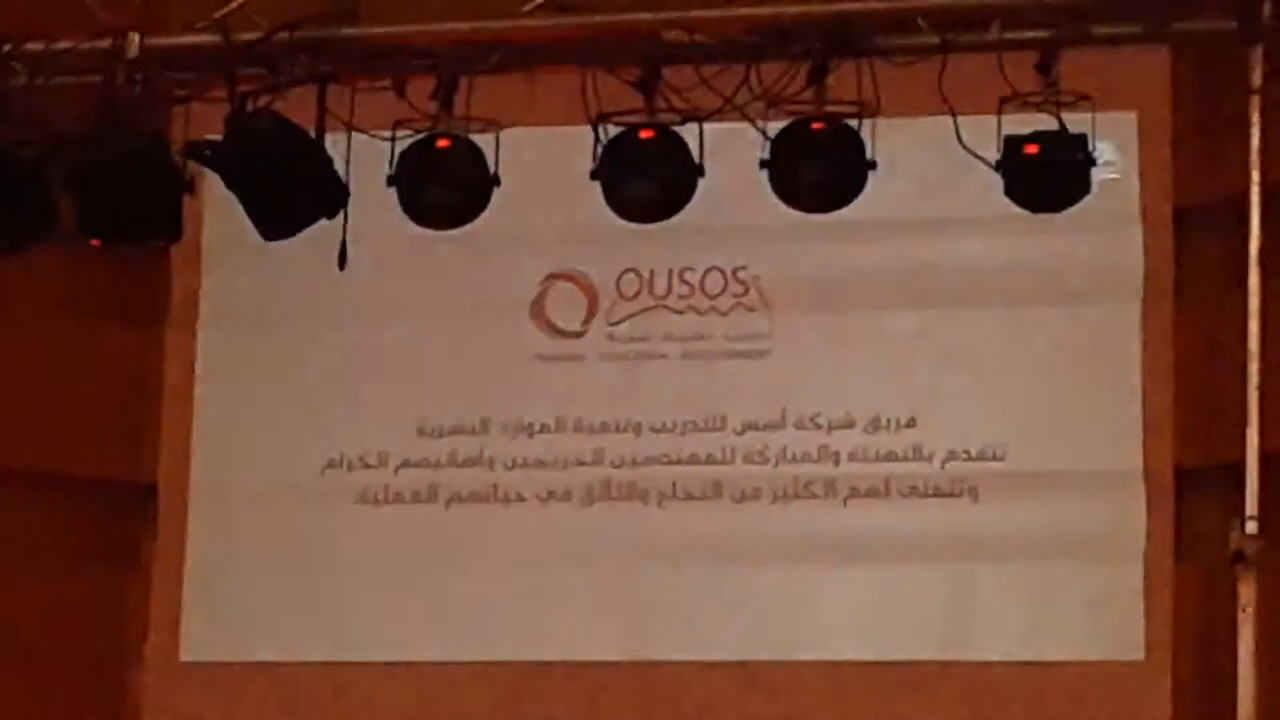 OUSOS
فريق شركة أسس للتدريب وتنمية الموارد البشرية
تتقدم بالتهنئة والمباركة للمهندسين الخريجين وأهاليهم الكرام
وتتمنى لهم الكثير من النجاح والتألق في حياتهم العملية